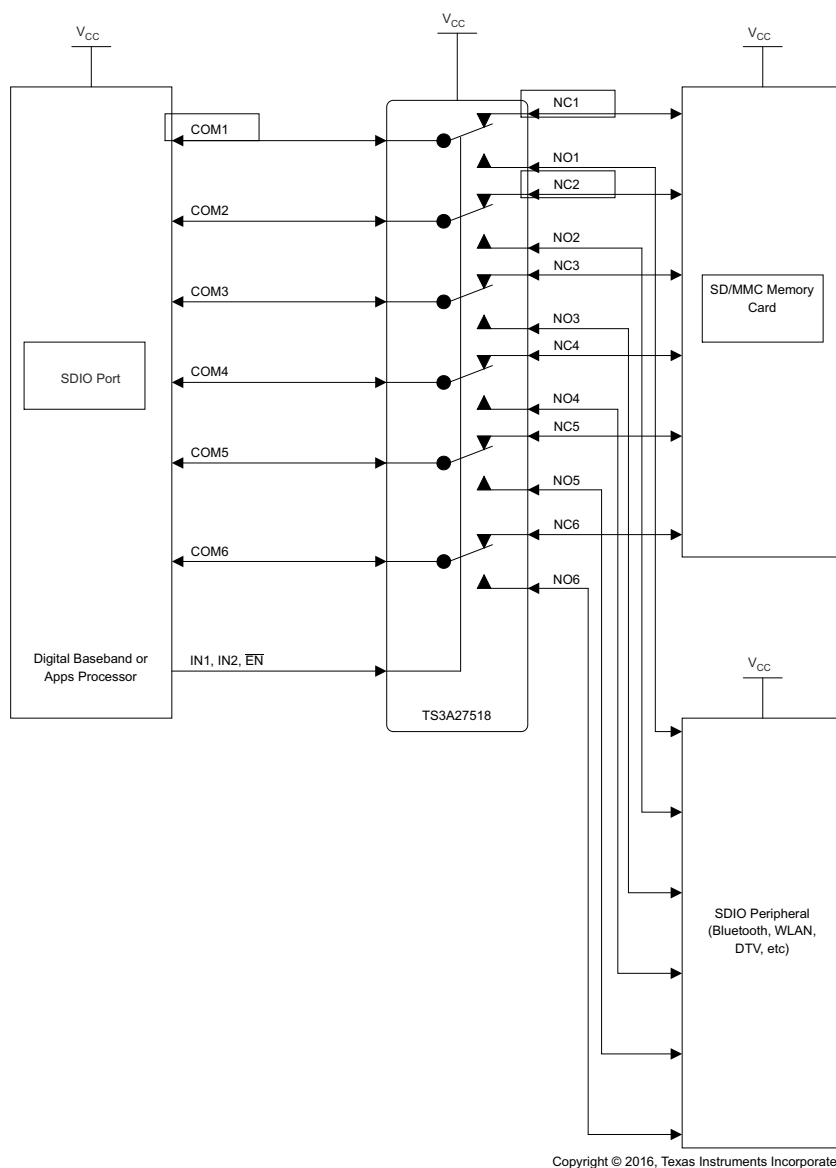 VCC
VCC
VCC
COM1
NC1
NO1
NC2
COM2
NO2
NC3
COM3
SD/MMC Memory
Card
NO3
NC4
SDIO Port
COM4
NO4
NC5
COM5
NO5
NC6
COM6
NO6
Digital Baseband or
Apps Processor
IN1, IN2, EN
TS3A27518
VCC
SDIO Peripheral
(Bluetooth, WLAN,
DTV, etc)
Copyright © 2016, Texas Instruments Incorporate